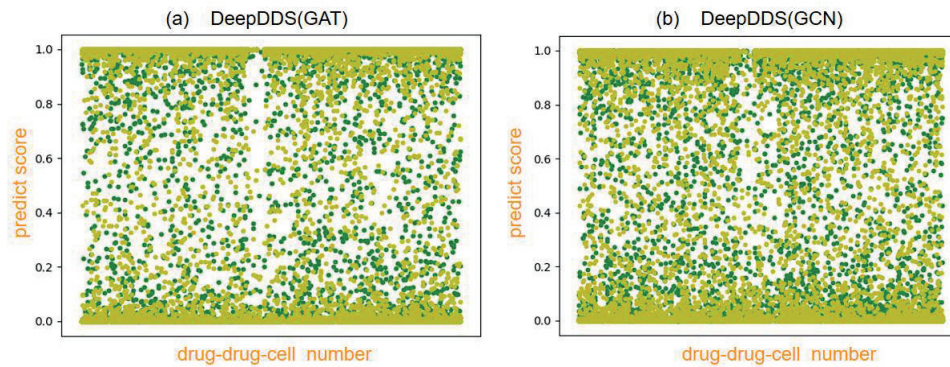 (a) DeepDDS(GAT)
1.0
0.8
0.6
0.4
0.2
0.0
predict score
drug-drug-cell number
(b) DeepDDS(GCN)
1.0
0.8
0.6
0.4
0.2
0.0
predict score
drug-drug-cell number